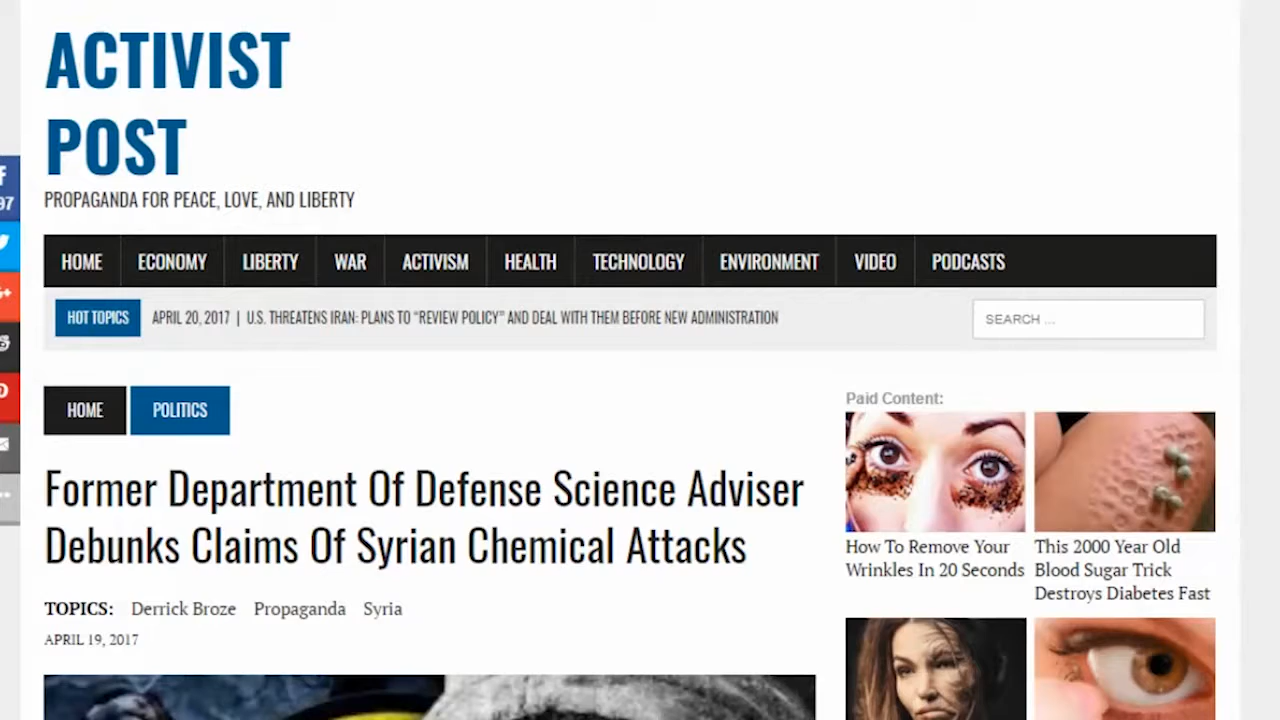 ACTIVIST
POST
PROPAGANDA FOR PEACE, LOVE, AND LIBERTY
97
HOME ECONOMY LIBERTY WAR ACTIVISM HEALTH TECHNOLOGY ENVIRONMENT VIDEO PODCASTS
HOT TOPICS APRIL 20, 2017 | U.S. THREATENS IRAN: PLANS TO “REVIEW POLICY” AND DEAL WITH THEM BEFORE NEW ADMINISTRATION SEARCH ...
HOME POLITICS
Former Department Of Defense Science Adviser
Debunks Claims Of Syrian Chemical Attacks
TOPICS: Derrick Broze Propaganda Syria
APRIL 19, 2017
Paid Content:
How To Remove Your
Wrinkles In 20 Seconds
This 2000 Year Old
Blood Sugar Trick
Destroys Diabetes Fast